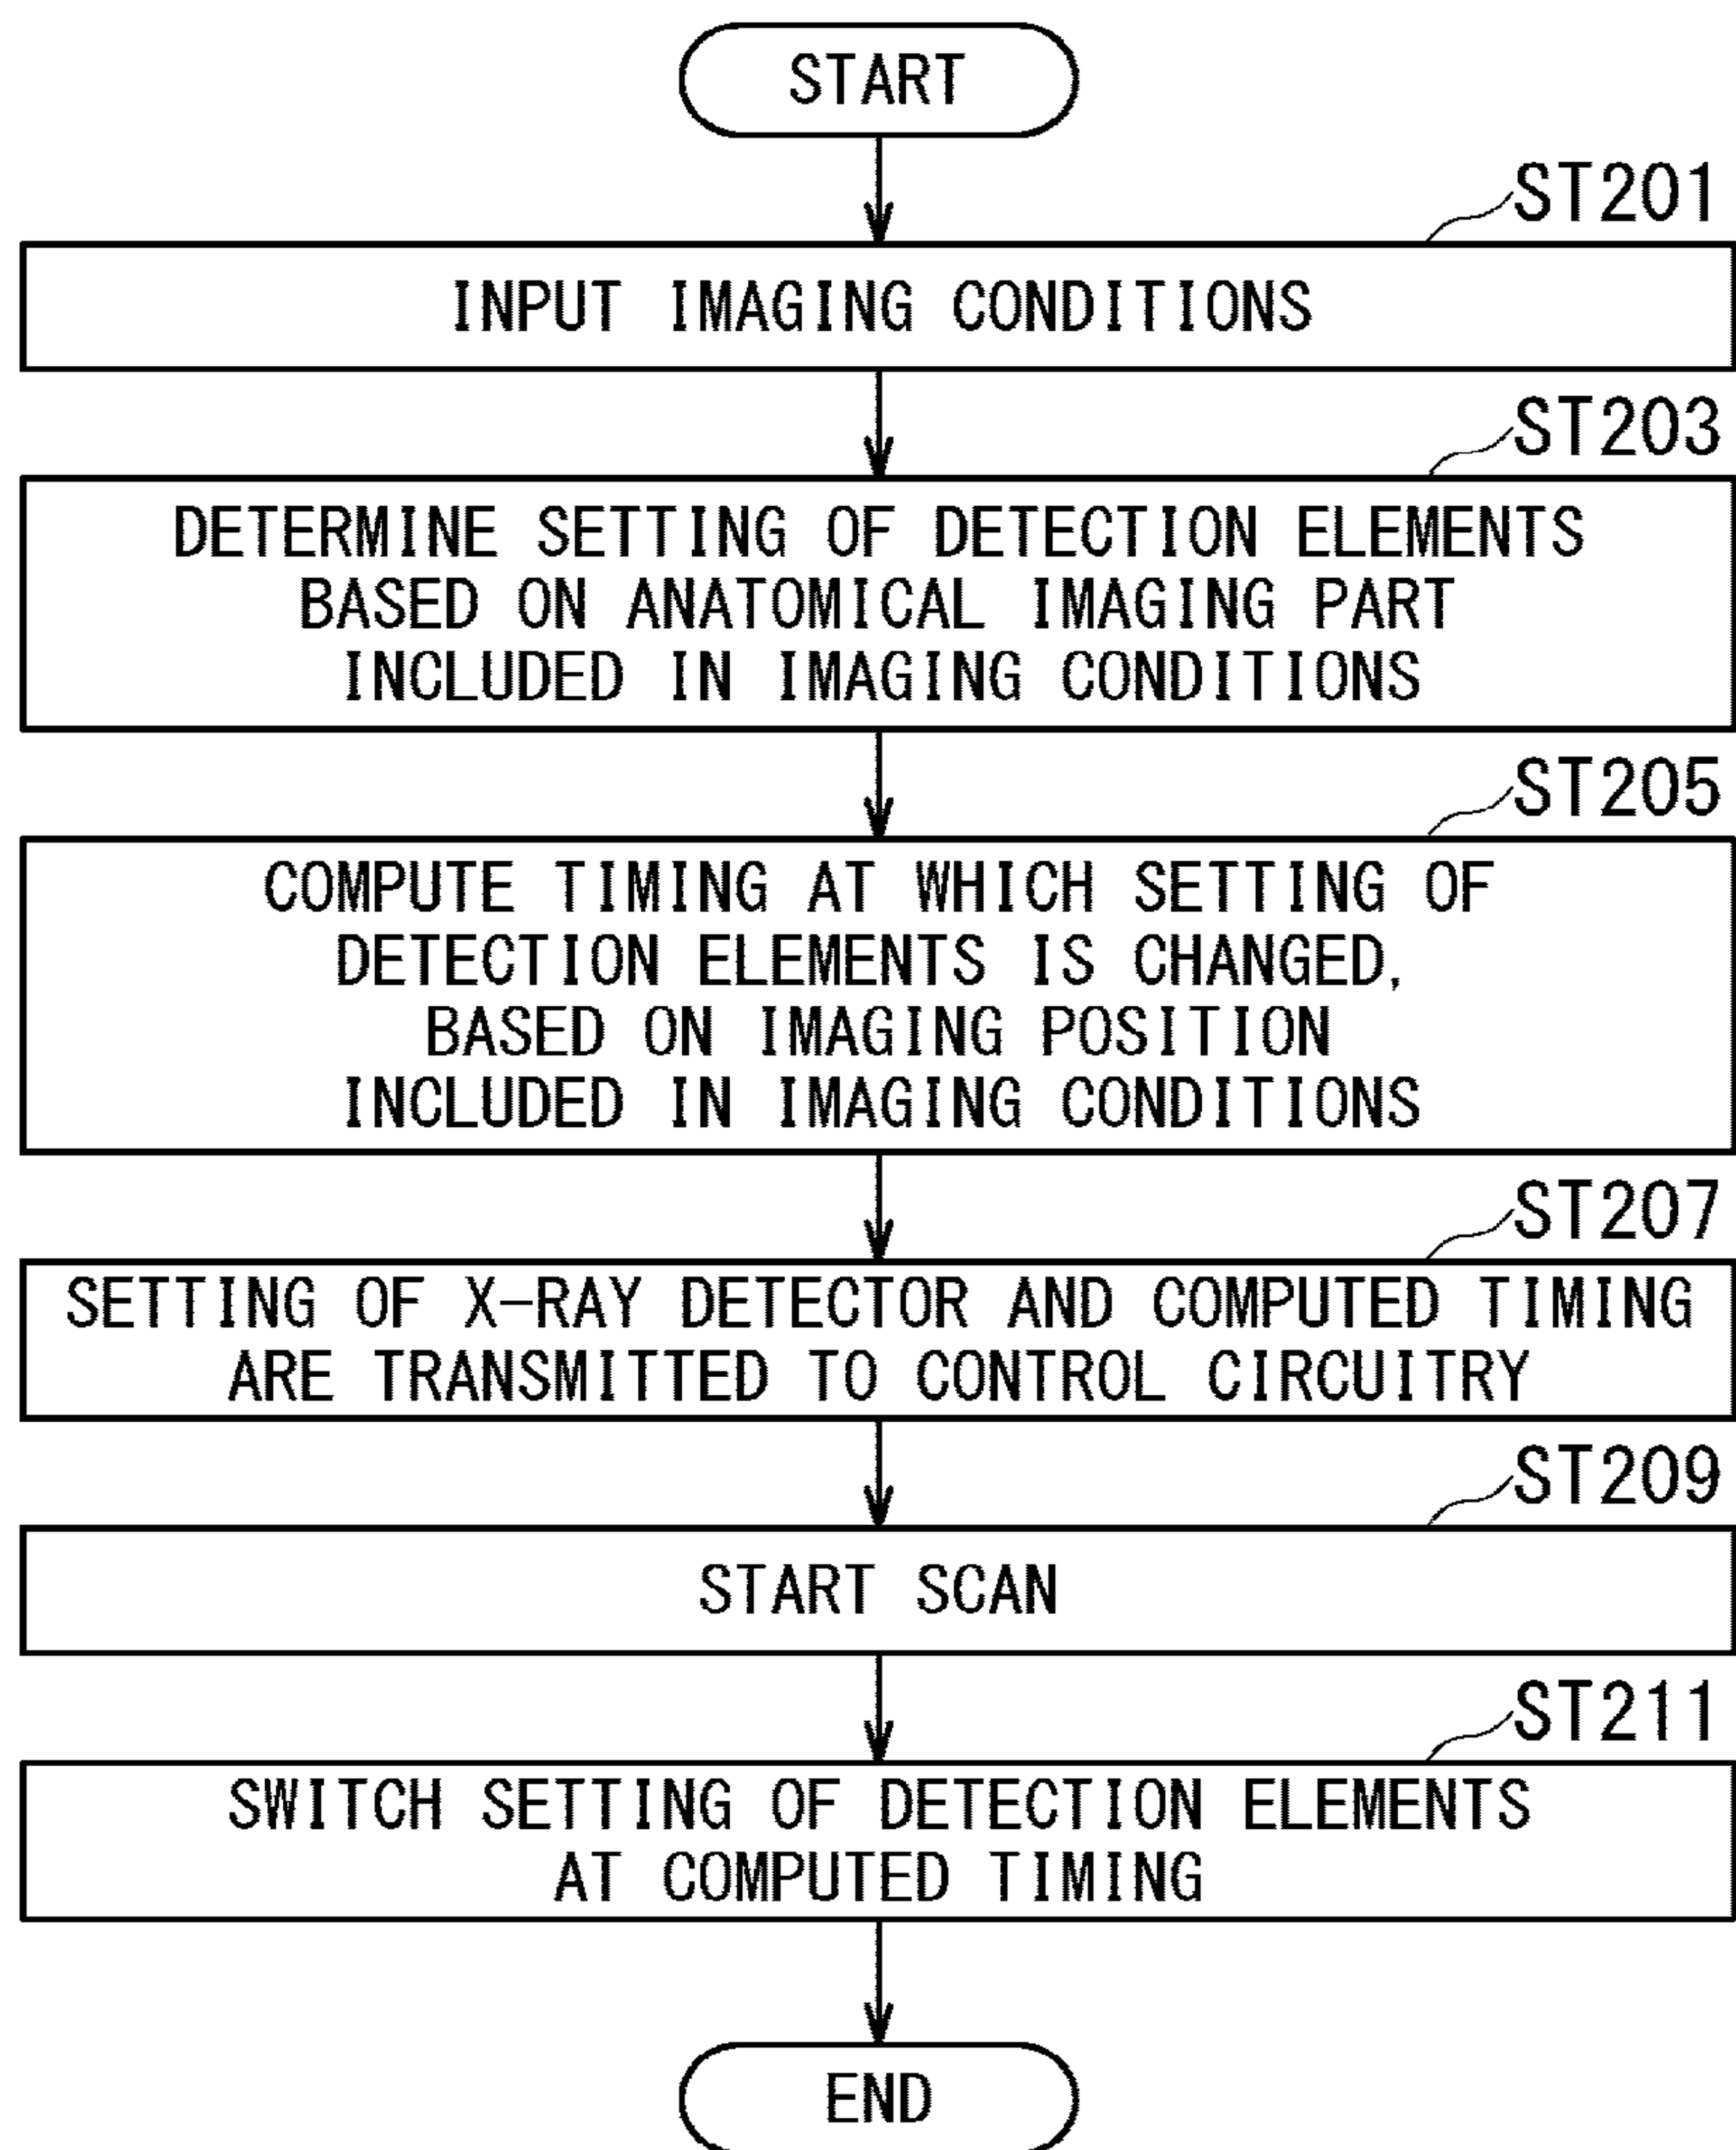 START
ST201
INPUT IMAGING CONDITIONS
ST203
DETERMINE SETTING OF DETECTION ELEMENTS
BASED ON ANATOMICAL IMAGING PART
INCLUDED IN IMAGING CONDITIONS
ST205
COMPUTE TIMING AT WHICH SETTING OF
DETECTION ELEMENTS IS CHANGED,
BASED ON IMAGING POSITION
INCLUDED IN IMAGING CONDITIONS
ST207
SETTING OF X-RAY DETECTOR AND COMPUTED TIMING
ARE TRANSMITTED TO CONTROL CIRCUITRY
ST209
START SCAN
ST211
SWITCH SETTING OF DETECTION ELEMENTS
AT COMPUTED TIMING
END